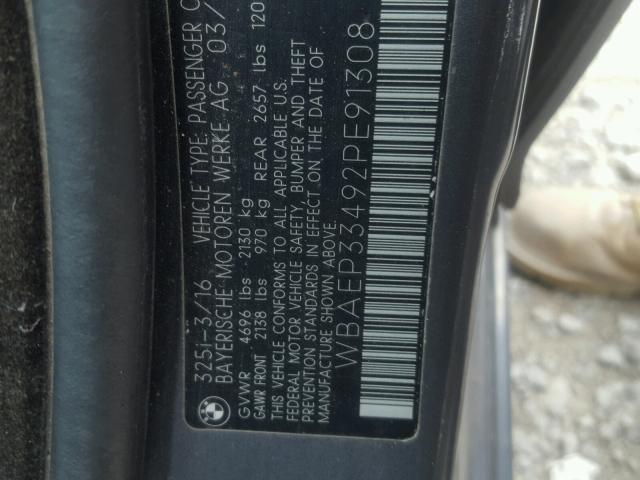 325i-3/16 VEHICLE TYPE: PASSENGER C
BAYERISCHE MOTOREN WERKE AG 03/
GVWR 4696 lbs 2130 kg
GAWR FRONT 2138 lbs 970 kg REAR 2657 lbs 120
THIS VEHICLE CONFORMS TO ALL APPLICABLE U.S.
FEDERAL MOTOR VEHICLE SAFETY, BUMPER AND THEFT
PREVENTION STANDARDS IN EFFECT ON THE DATE OF
MANUFACTURE SHOWN ABOVE.
WBAEP33492PE91308